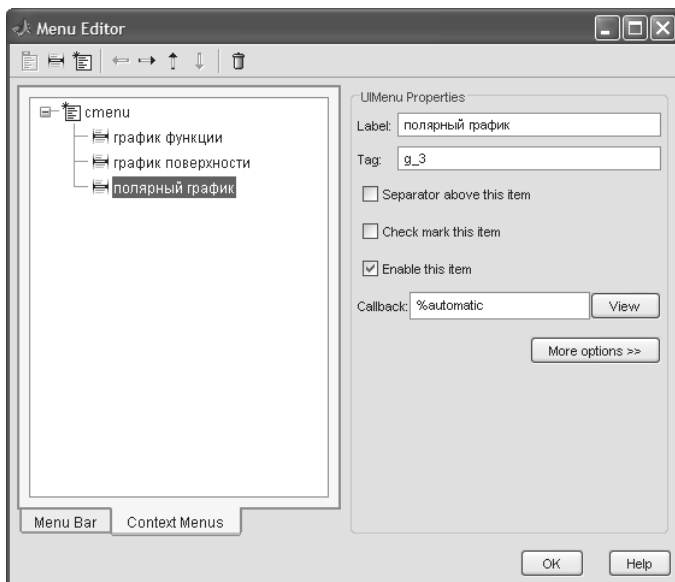 Menu Editor
cmenu
график функции
график поверхности
полярный график
UIMenu Properties
Label: полярный график
Tag: g_3
Separator above this item
Check mark this item
Enable this item
Callback: %automatic View
More options >>
Menu Bar Context Menus
OK Help